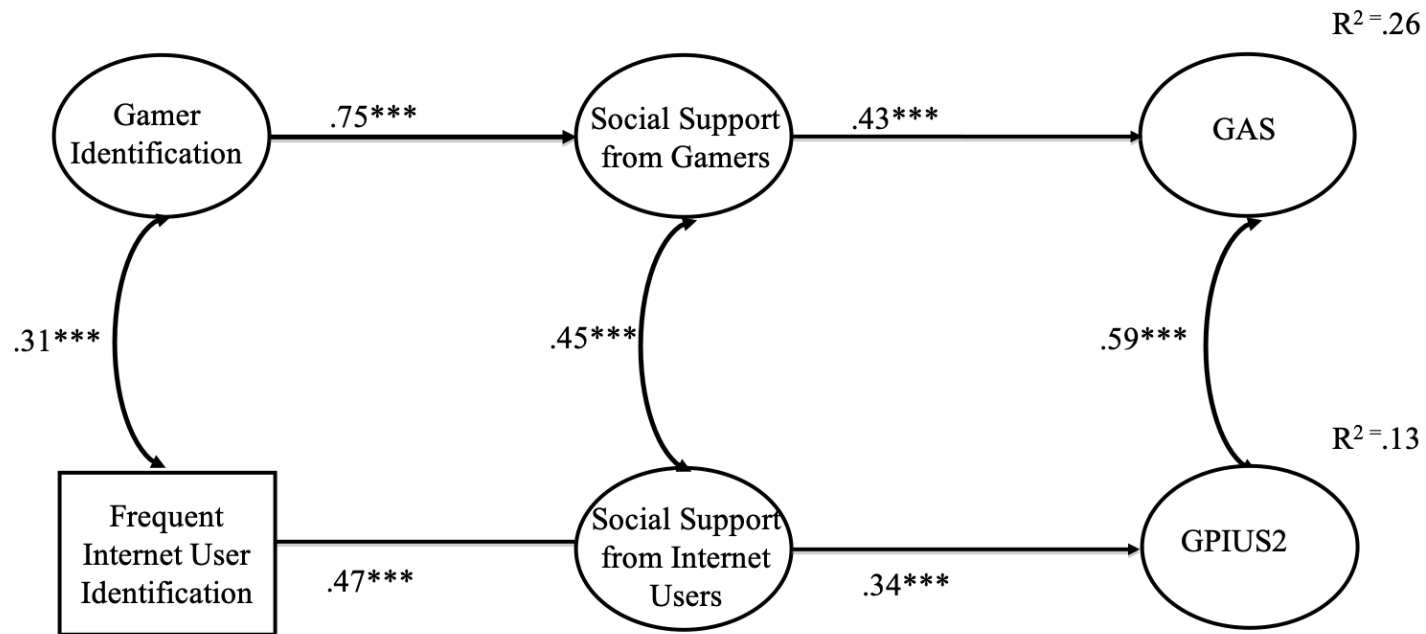 R² =.26
Gamer
Identification
.75***
Social Support
from Gamers
.43***
GAS
.31***
.45***
.59***
R² =.13
Frequent
Internet User
Identification
.47***
Social Support
from Internet
Users
.34***
GPIUS2